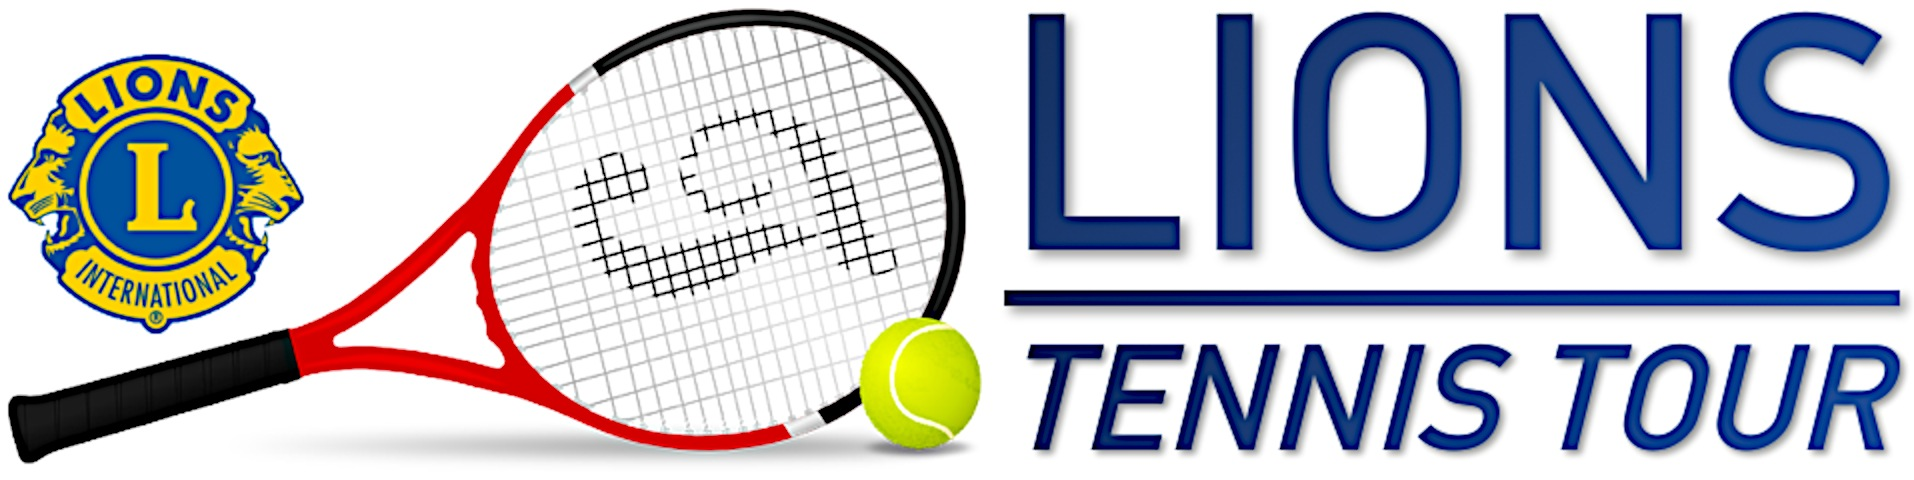 LIONS
L
INTERNATIONAL
®
LIONS
TENNIS TOUR